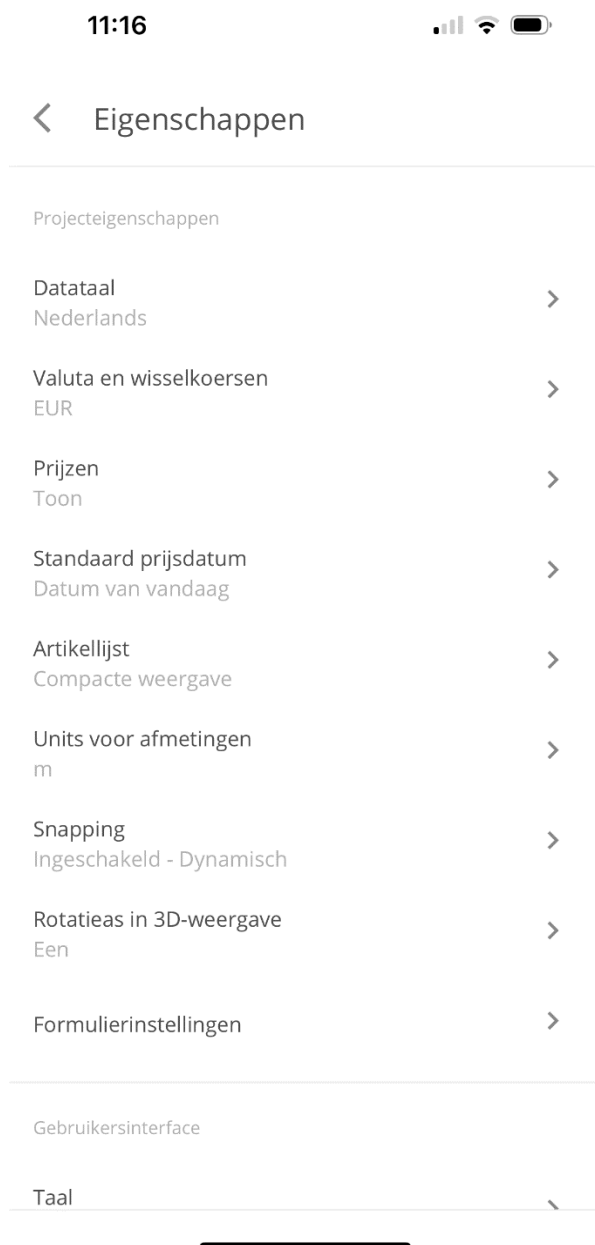 11:16
Eigenschappen
Projecteigenschappen
Datataal
Nederlands
Valuta en wisselkoersen
EUR
Prijzen
Toon
Standaard prijsdatum
Datum van vandaag
Artikellijst
Compacte weergave
Units voor afmetingen
m
Snapping
Ingeschakeld - Dynamisch
Rotatieas in 3D-weergave
Een
Formulierinstellingen
Gebruikersinterface
Taal